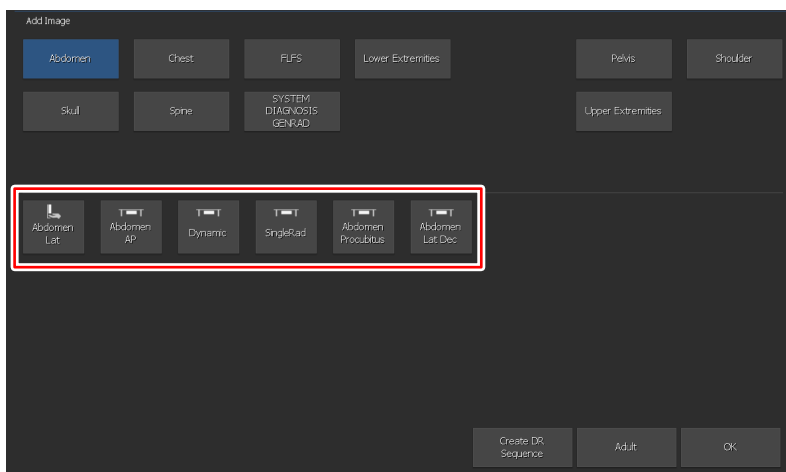 Add Image
Abdomen
Chest
FLFS
Lower Extremities
Pelvis
Shoulder
Skull
Spine
SYSTEM
DIAGNOSIS
GENRAD
Upper Extremities
Abdomen
Lat
Abdomen
AP
Dynamic
SingleRad
Abdomen
Procubitus
Abdomen
Lat Dec
Create DR
Sequence
Adult
OK